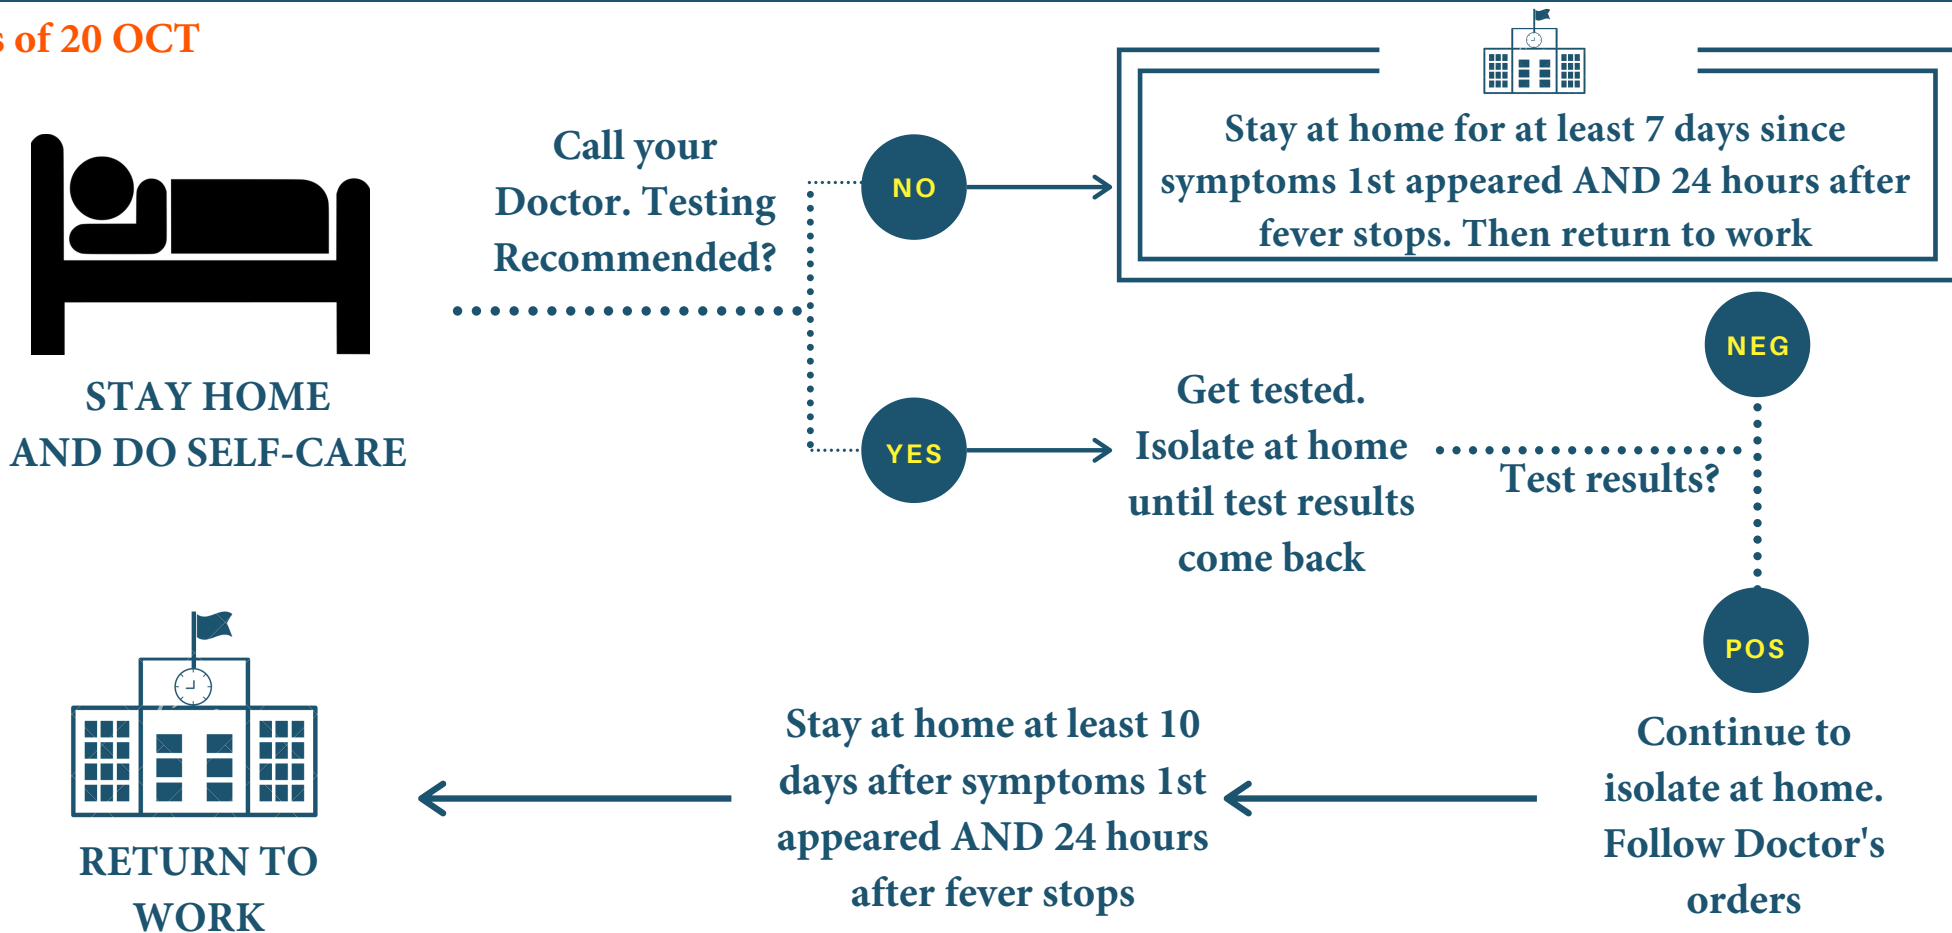 s of 20 OCT
Call your
Doctor. Testing
Recommended?
NO
Stay at home for at least 7 days since
symptoms 1st appeared AND 24 hours after
fever stops. Then return to work
STAY HOME
AND DO SELF-CARE
YES
Get tested.
Isolate at home
until test results
come back
Test results?
NEG
POS
Continue to
isolate at home.
Follow Doctor's
orders
Stay at home at least 10
days after symptoms 1st
appeared AND 24 hours
after fever stops
RETURN TO
WORK